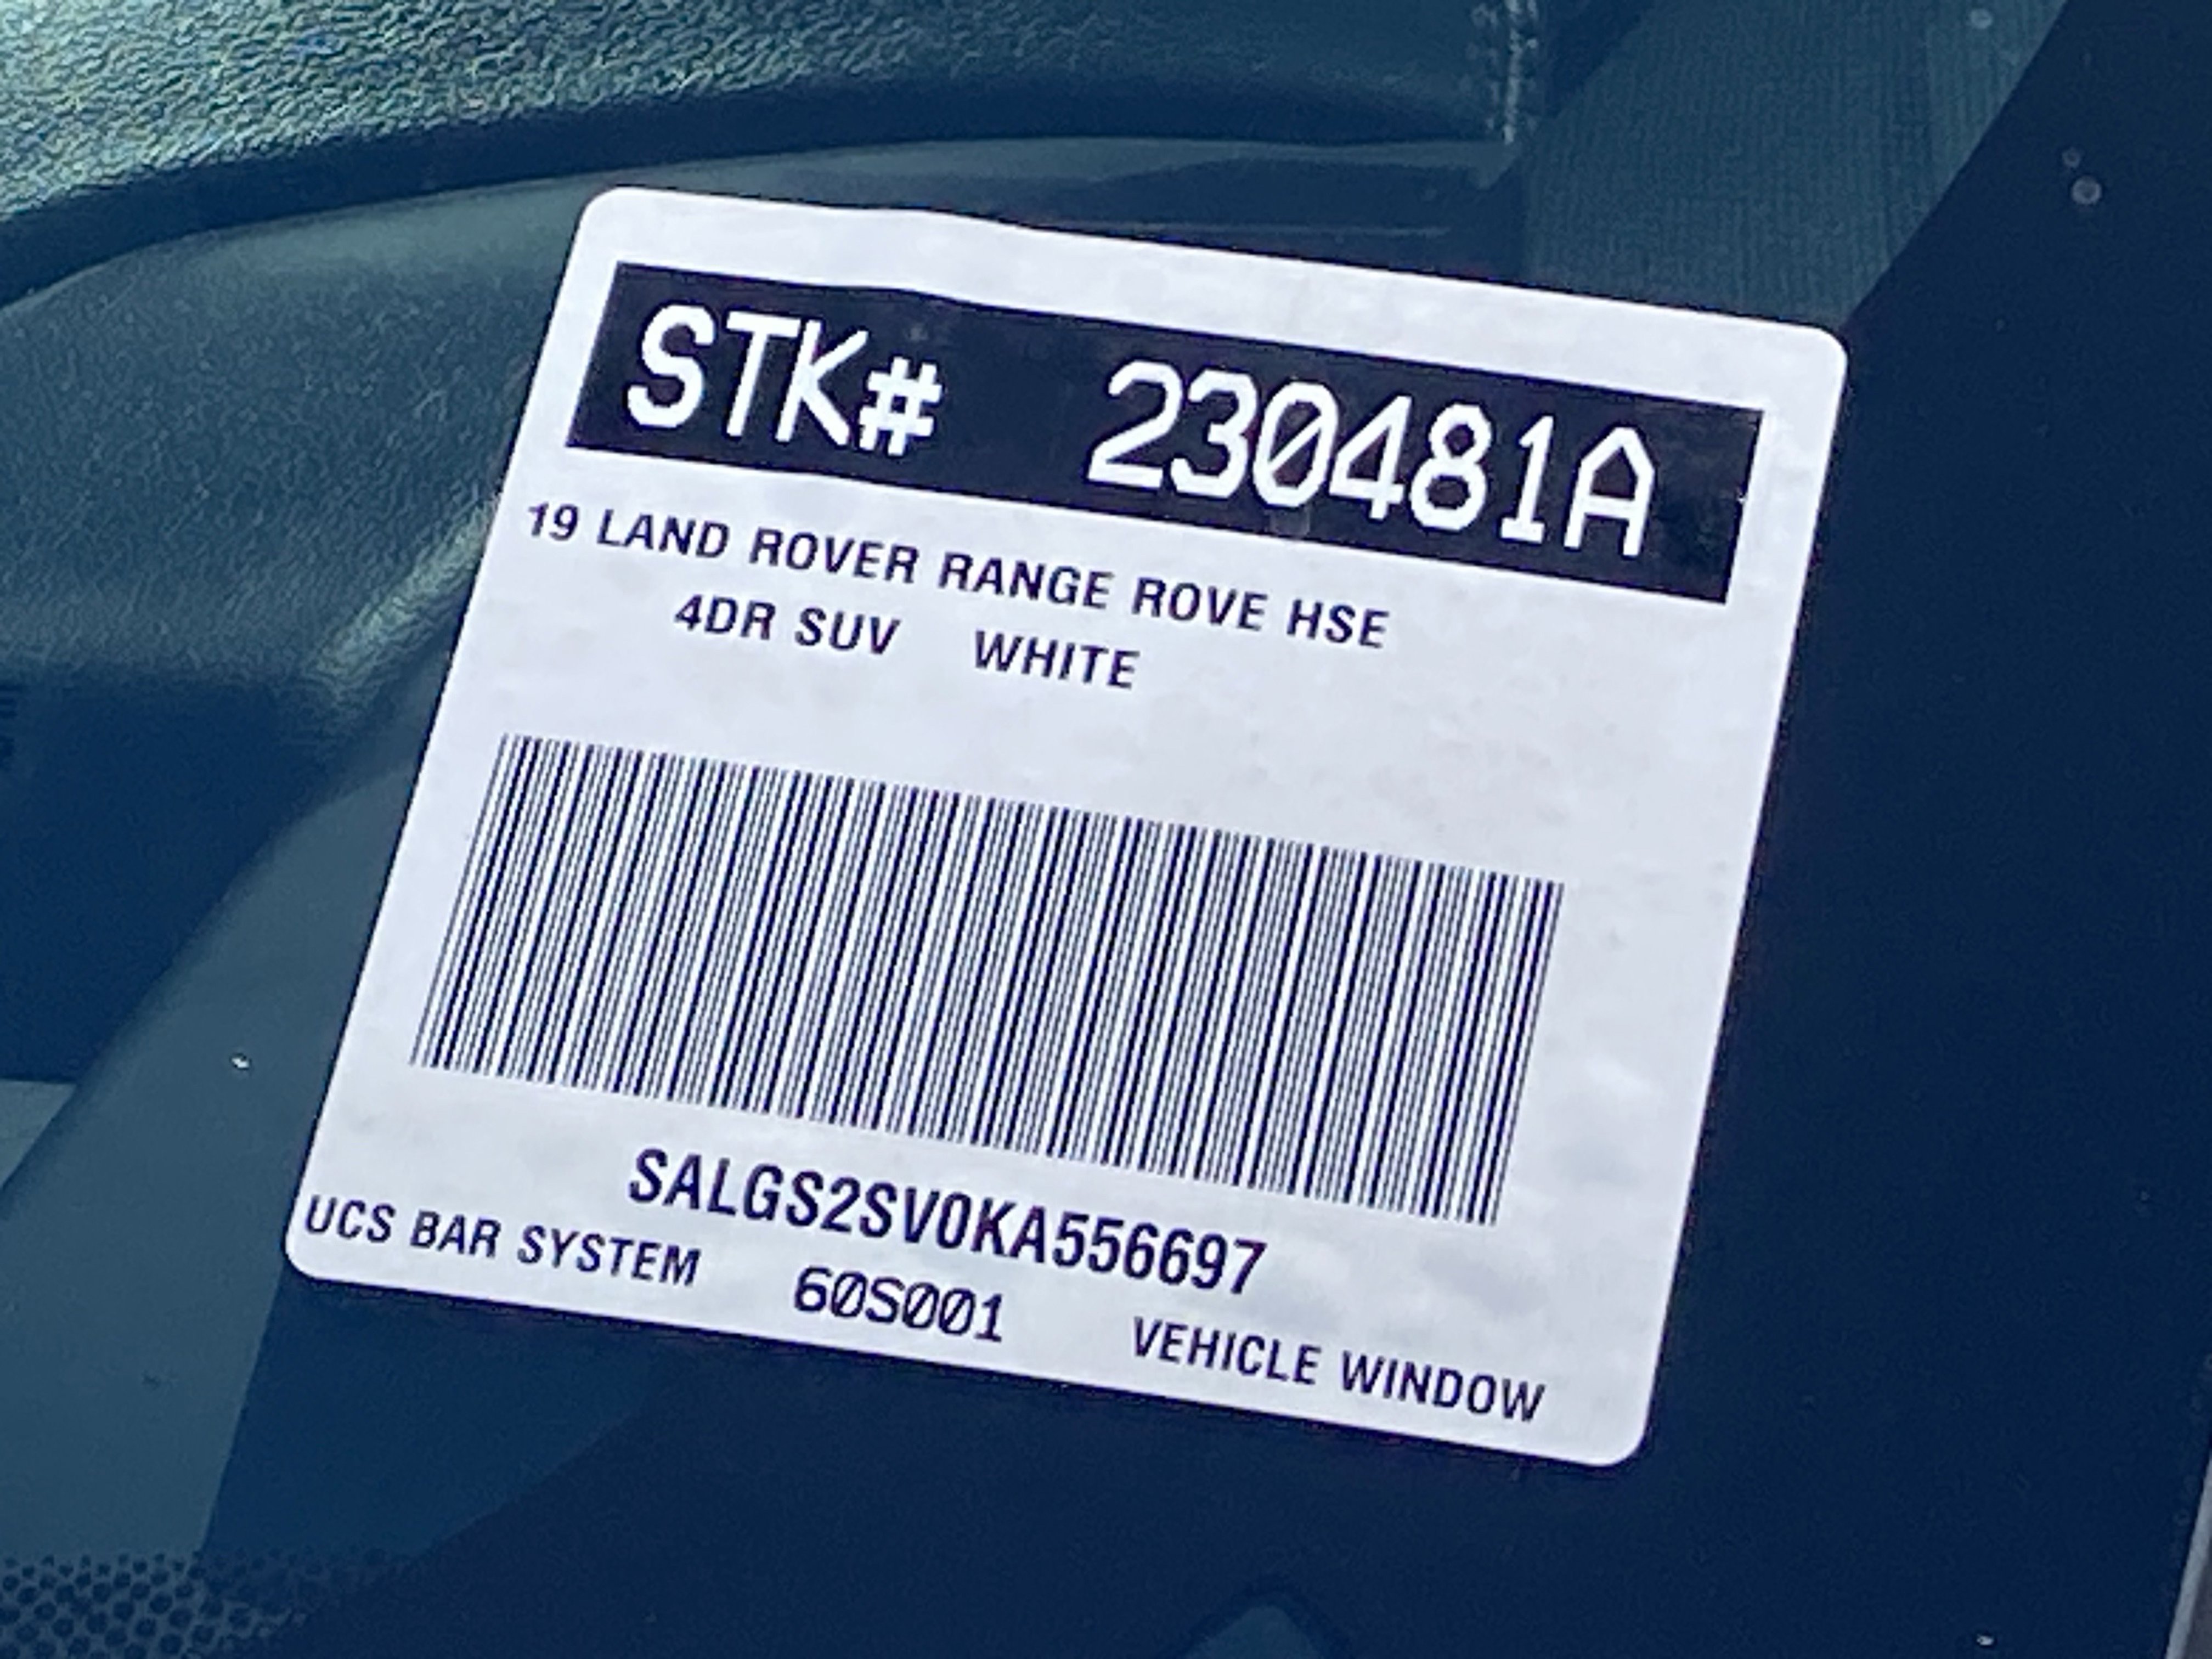 STK# 230481A
19 LAND ROVER RANGE ROVE HSE
4DR SUV WHITE
SALGS2SV0KA556697
UCS BAR SYSTEM 60S001 VEHICLE WINDOW